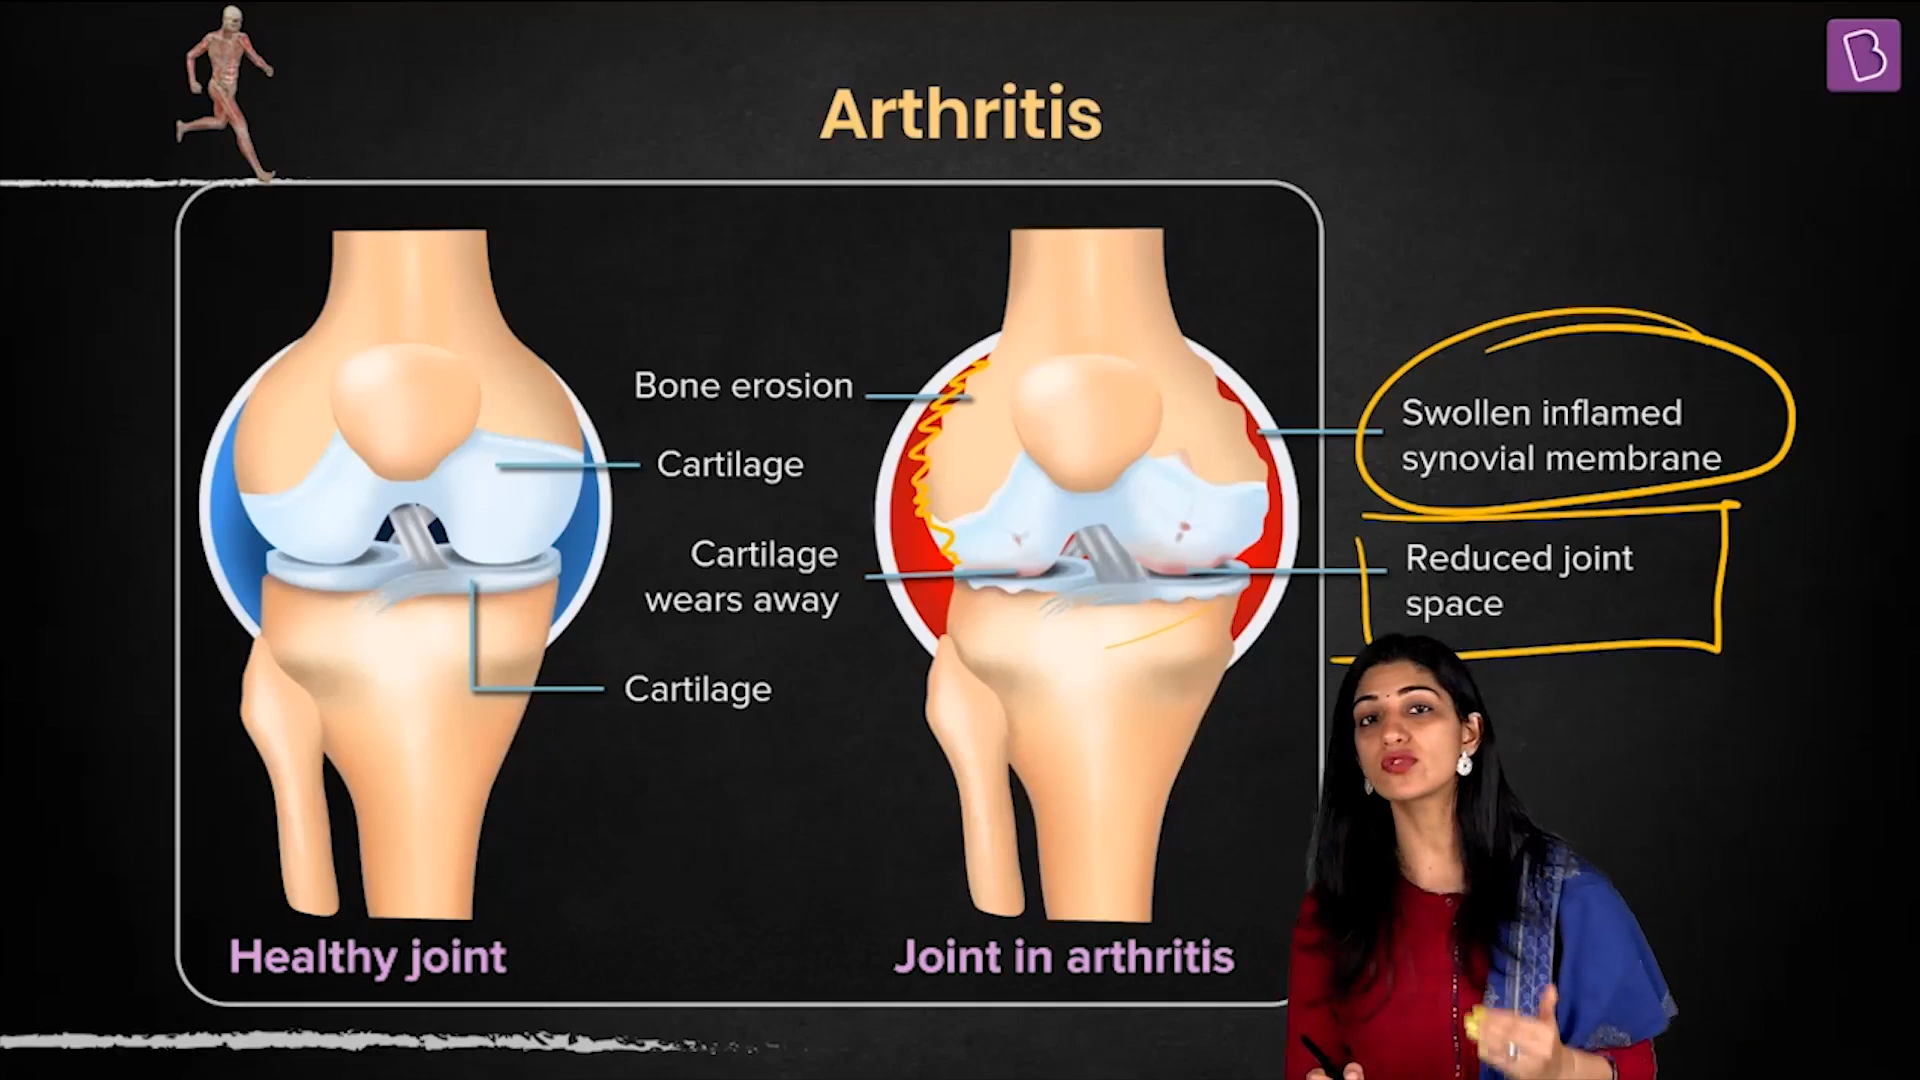 Arthritis
Bone erosion
Cartilage
Cartilage
wears away
Cartilage
Swollen inflamed
synovial membrane
Reduced joint
space
Healthy joint
Joint in arthritis
B